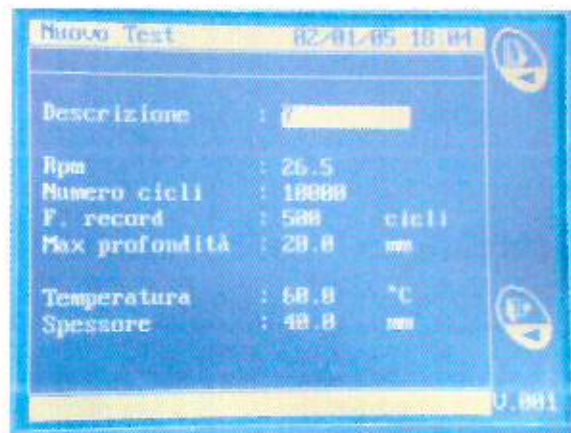 Nuovo Test 02/01/05 18 04
Descrizione : 7
Rpm : 26.5
Numero cicli : 10000
F. record : 500 cicli
Max profondità : 20.0 mm
Temperatura : 60.0 °C
Spessore : 40.0 mm
V.001